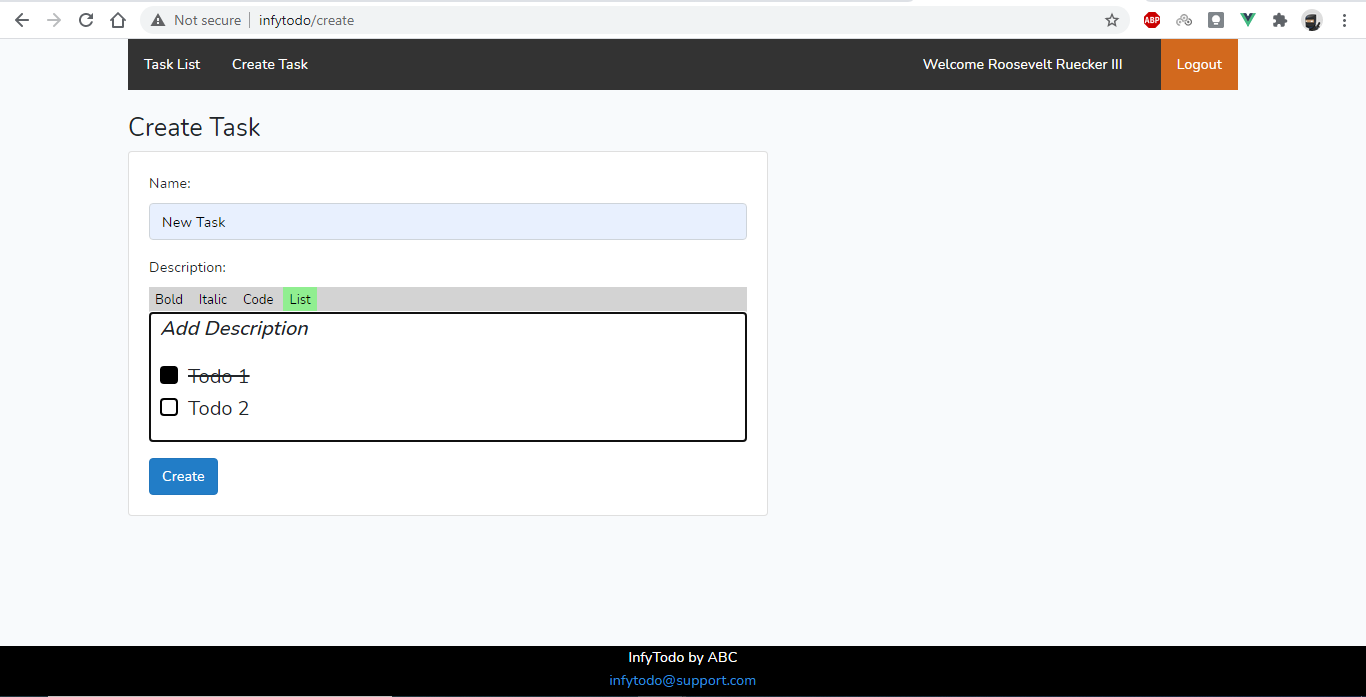 Not secure infytodo/create
ABP
Task List Create Task Welcome Roosevelt Ruecker III Logout
Create Task
Name:
New Task
Description:
Bold Italic Code List
Add Description
Todo 1
Todo 2
Create
InfyTodo by ABC
infytodo@support.com